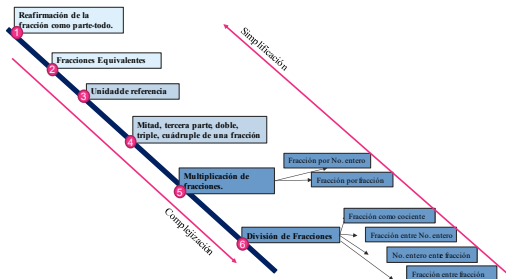 Reafirmación de la
fracción como parte-todo.
1
Simplificación
2
Fracciones Equivalentes
3
Unidadde referencia
Mitad, tercera parte, doble,
triple, cuádruple de una fracción
4
Fracción por No. entero
Multiplicación de
fracciones.
Fracción por fracción
5
Complejización
Fracción como cociente
6
División de Fracciones
Fracción entre No. entero
No. entero entre fracción
Fracción entre fracción